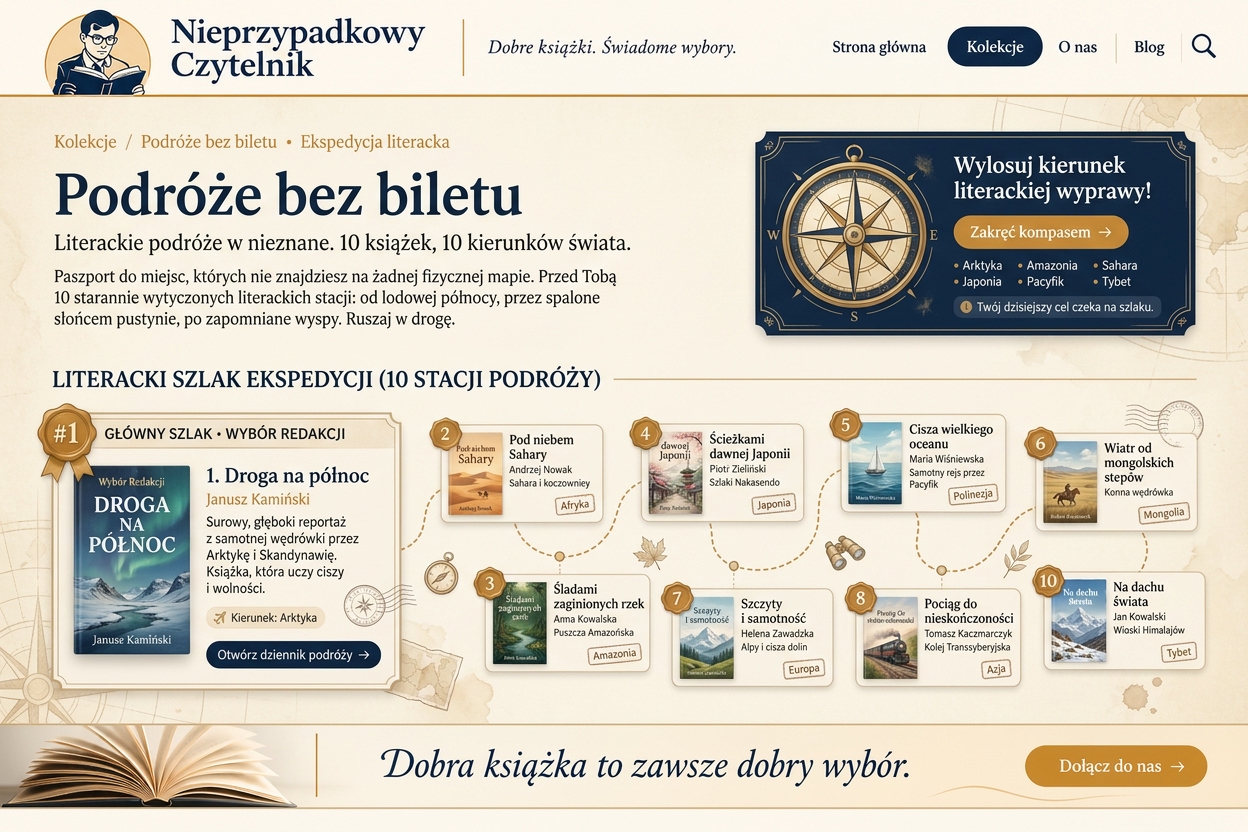 Nieprzypadkowy
Czytelnik
Dobre książki. Świadome wybory.
Strona główna
Kolekcje
O nas
Blog
Kolekcje / Podróże bez biletu • Ekspedycja literacka
Podróże bez biletu
Literackie podróże w nieznane. 10 książek, 10 kierunków świata.
Paszport do miejsc, których nie znajdziesz na żadnej fizycznej mapie. Przed Tobą
10 starannie wytyczonych literackich stacji: od lodowej północy, przez spalone
słońcem pustynie, po zapomniane wyspy. Ruszaj w drogę.
W
E
S
Wylosuj kierunek
literackiej wyprawy!
Zakręć kompasem →
• Arktyka • Amazonia • Sahara
• Japonia • Pacyfik • Tybet
Twój dzisiejszy cel czeka na szlaku.
LITERACKI SZLAK EKSPEDYCJI (10 STACJI PODRÓŻY)
#1
GŁÓWNY SZLAK • WYBÓR REDAKCJI
Wybór Redakcji
DROGA
NA
PÓŁNOC
Janusz Kamiński
1. Droga na północ
Janusz Kamiński
Surowy, głęboki reportaż
z samotnej wędrówki przez
Arktykę i Skandynawię.
Książka, która uczy ciszy
i wolności.
Kierunek: Arktyka
Otwórz dziennik podróży →
2
Sahary
Pod niebem
Sahary
Andrzej Nowak
Sahara i koczowniey
Afryka
4
dawoej
Japonii
Ścieżkami
dawnej Japonii
Piotr Zieliński
Szlaki Nakasendo
Japonia
5
Cisza wielkiego
oceanu
Maria Wiśniewska
Samotny rejs przez
Pacyfik
Polinezja
6
Wiatr od
mongolskich
stepów
Konna wędrówka
Mongolia
3
Śladami
zaginionych rzek
Anna Kowalska
Puszcza Amazońska
Amazonia
7
Szczyty
i samotność
Helena Zawadzka
Alpy i cisza dolin
Europa
8
Pociąg do
nieskończoności
Tomasz Kaczmarczyk
Kolej Transsyberyjska
Azja
10
Na dachu
Na dachu
świata
Jan Kowalski
Wioski Himalajów
Tybet
Dobra książka to zawsze dobry wybór.
Dołącz do nas →